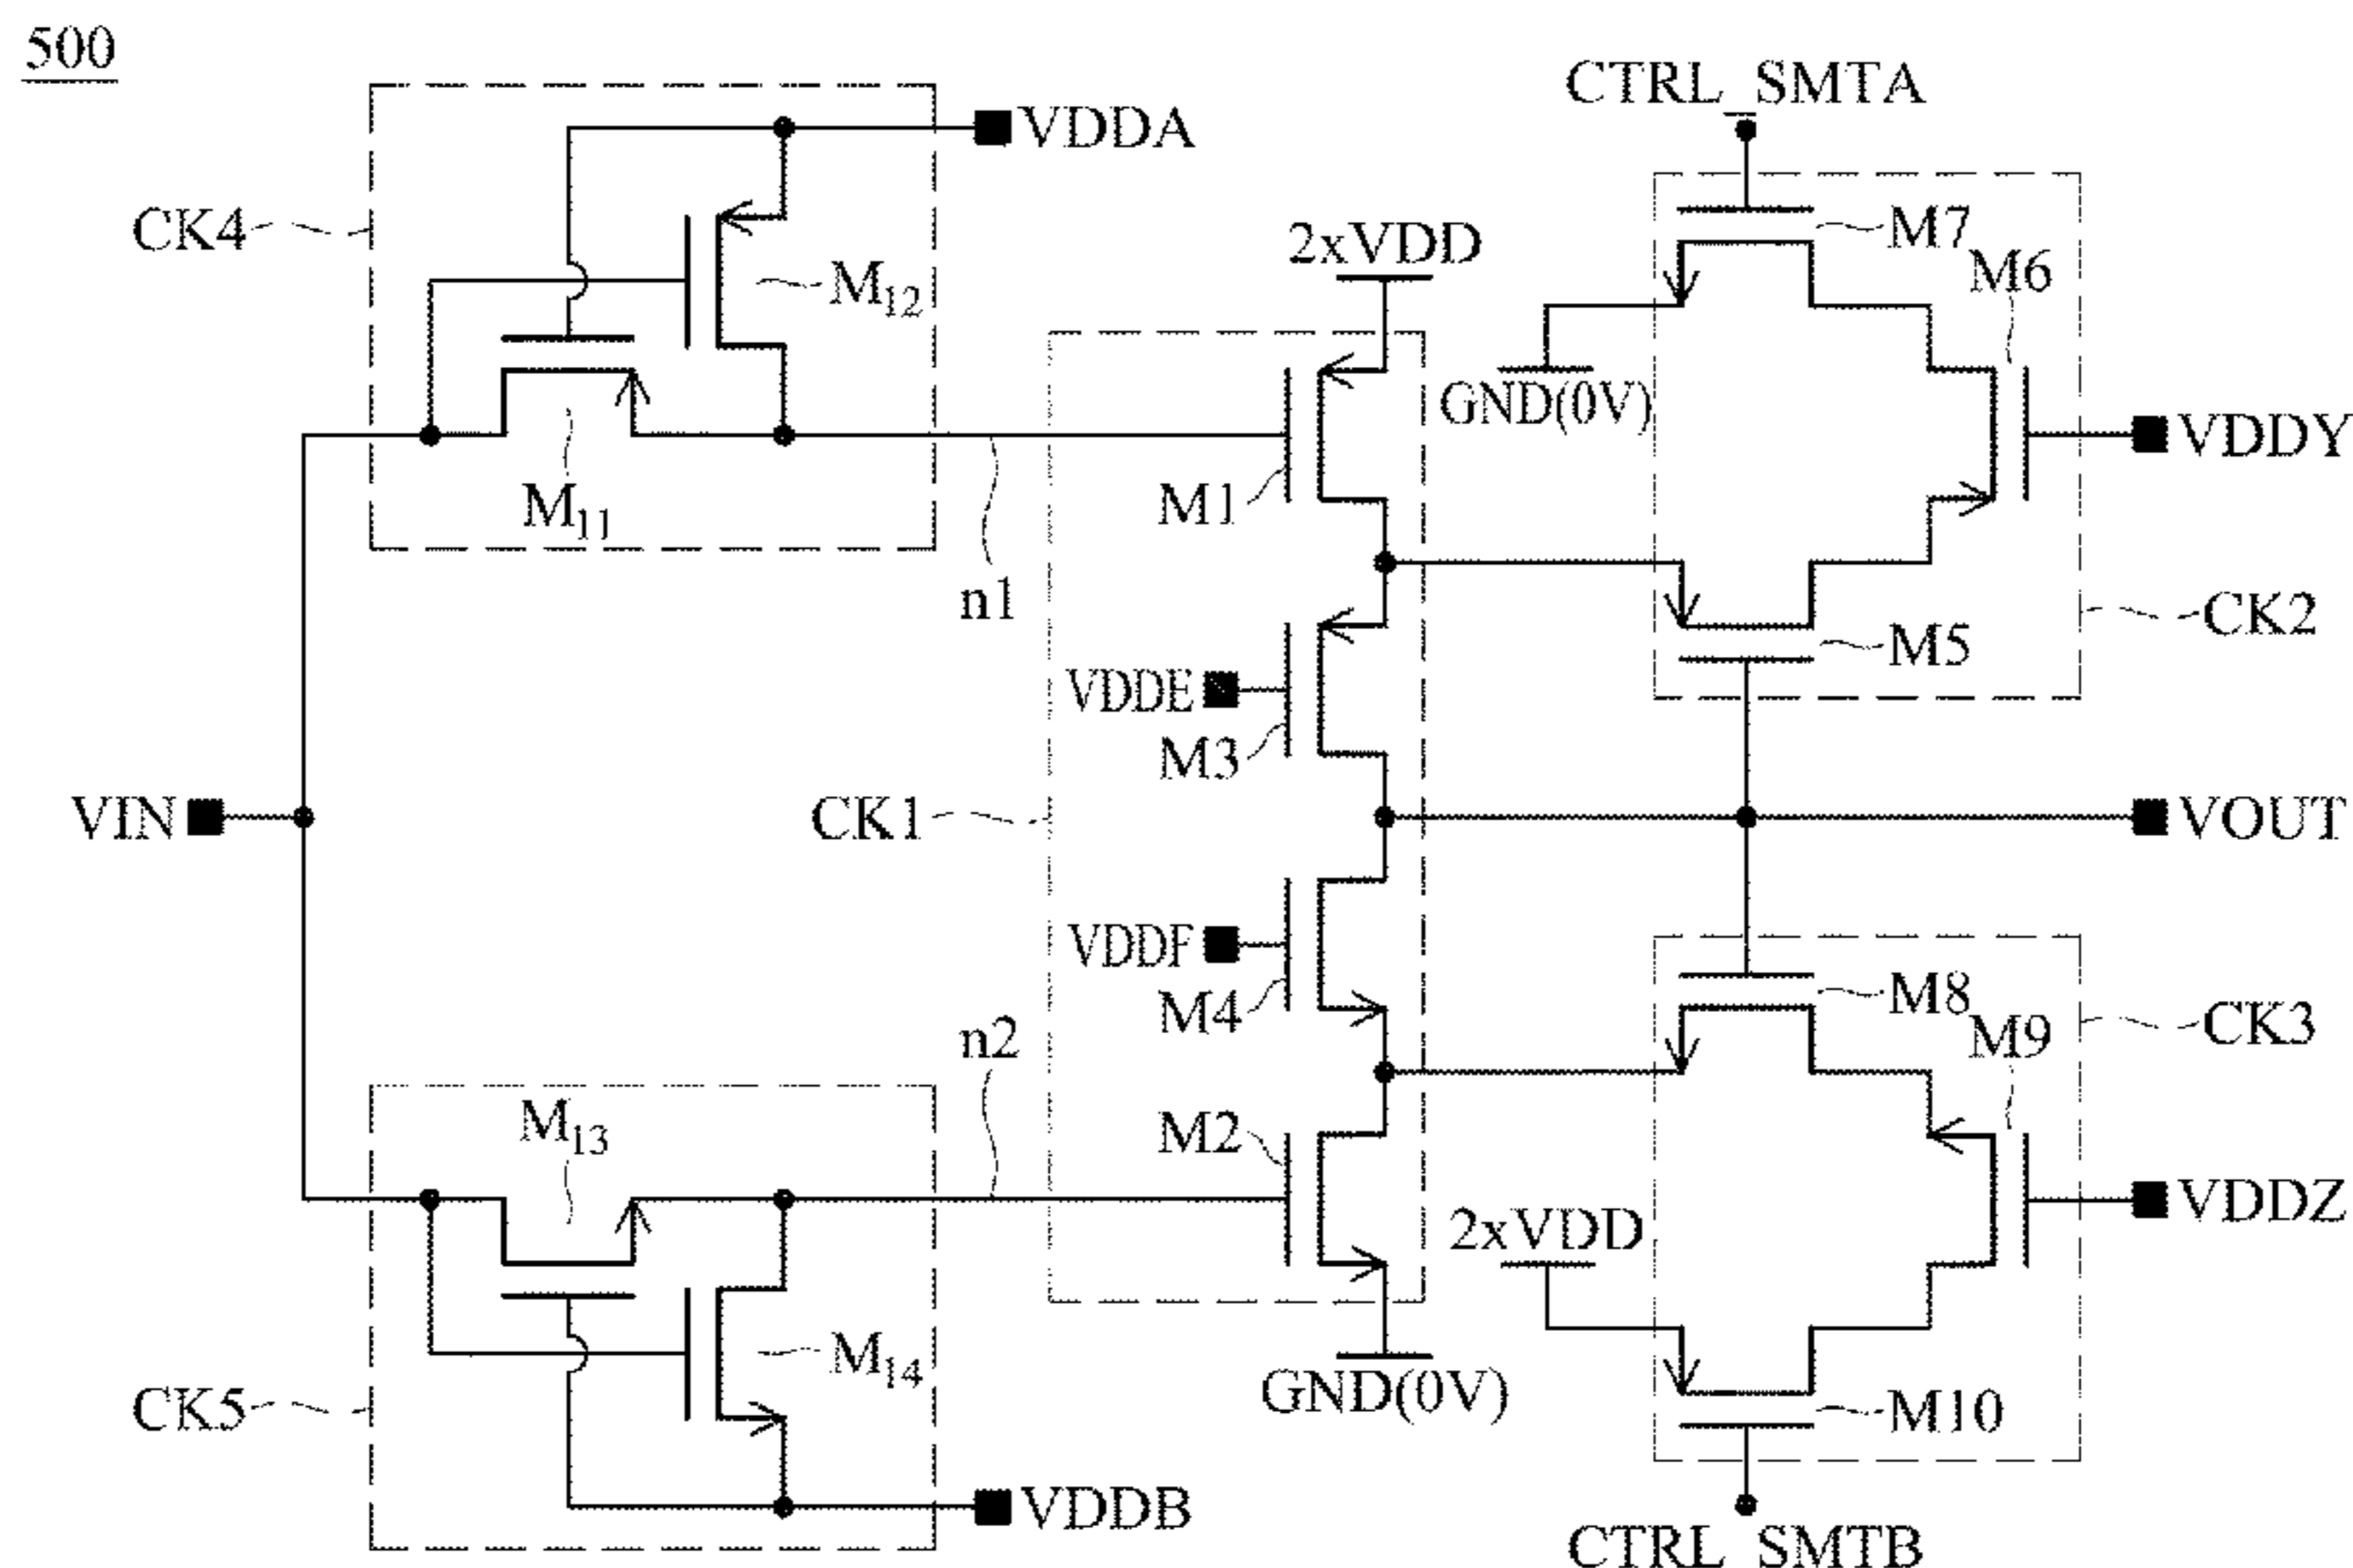 500
CTRL_SMTA
VDDA
CK4
M7
2xVDD
M6
M12
GND(0V)
VDDY
M1
M11
n1
CK2
M5
VDDE
M3
VIN
CK1
VOUT
VDDF
M4
M8
CK3
n2
M9
M13
M2
2xVDD
VDDZ
M14
GND(0V)
CK5
M10
VDDB
CTRL_SMTB